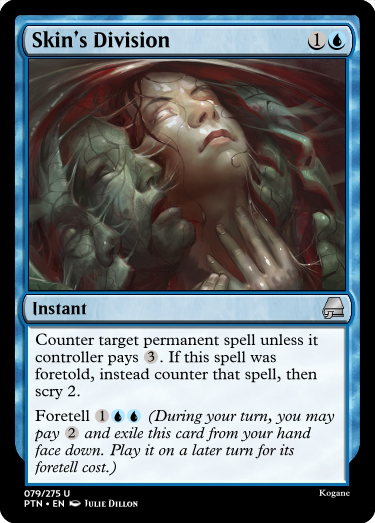 Skin's Division 1U
Instant
Counter target permanent spell unless it
controller pays 3. If this spell was
foretold, instead counter that spell, then
scry 2.
Foretell 1UU (During your turn, you may
pay 2 and exile this card from your hand
face down. Play it on a later turn for its
foretell cost.)
079/275 U
Kogane
PTN • EN Julie Dillon